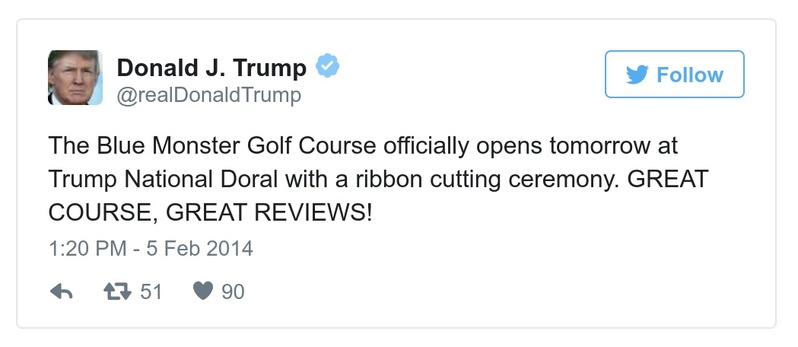 Donald J. Trump
@realDonaldTrump
Follow
The Blue Monster Golf Course officially opens tomorrow at
Trump National Doral with a ribbon cutting ceremony. GREAT
COURSE, GREAT REVIEWS!
1:20 PM - 5 Feb 2014
51 90